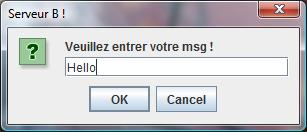 Serveur B !
Veuillez entrer votre msg !
?
Hello
OK
Cancel